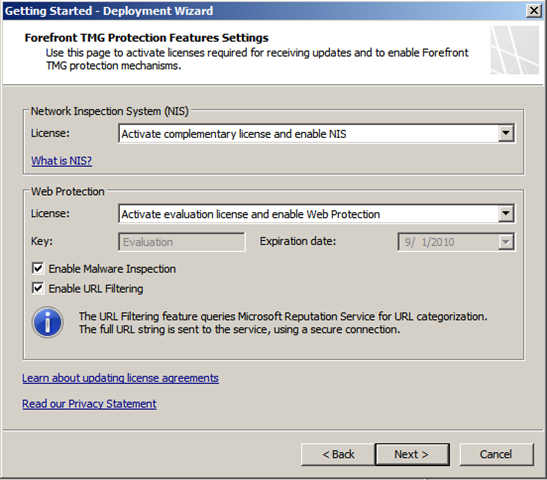 Getting Started - Deployment Wizard
Forefront TMG Protection Features Settings
Use this page to activate licenses required for receiving updates and to enable Forefront
TMG protection mechanisms.
Network Inspection System (NIS)
License: Activate complementary license and enable NIS
What is NIS?
Web Protection
License: Activate evaluation license and enable Web Protection
Key: Evaluation Expiration date: 9/ 1/2010
Enable Malware Inspection
Enable URL Filtering
The URL Filtering feature queries Microsoft Reputation Service for URL categorization.
The full URL string is sent to the service, using a secure connection.
Learn about updating license agreements
Read our Privacy Statement
< Back Next > Cancel